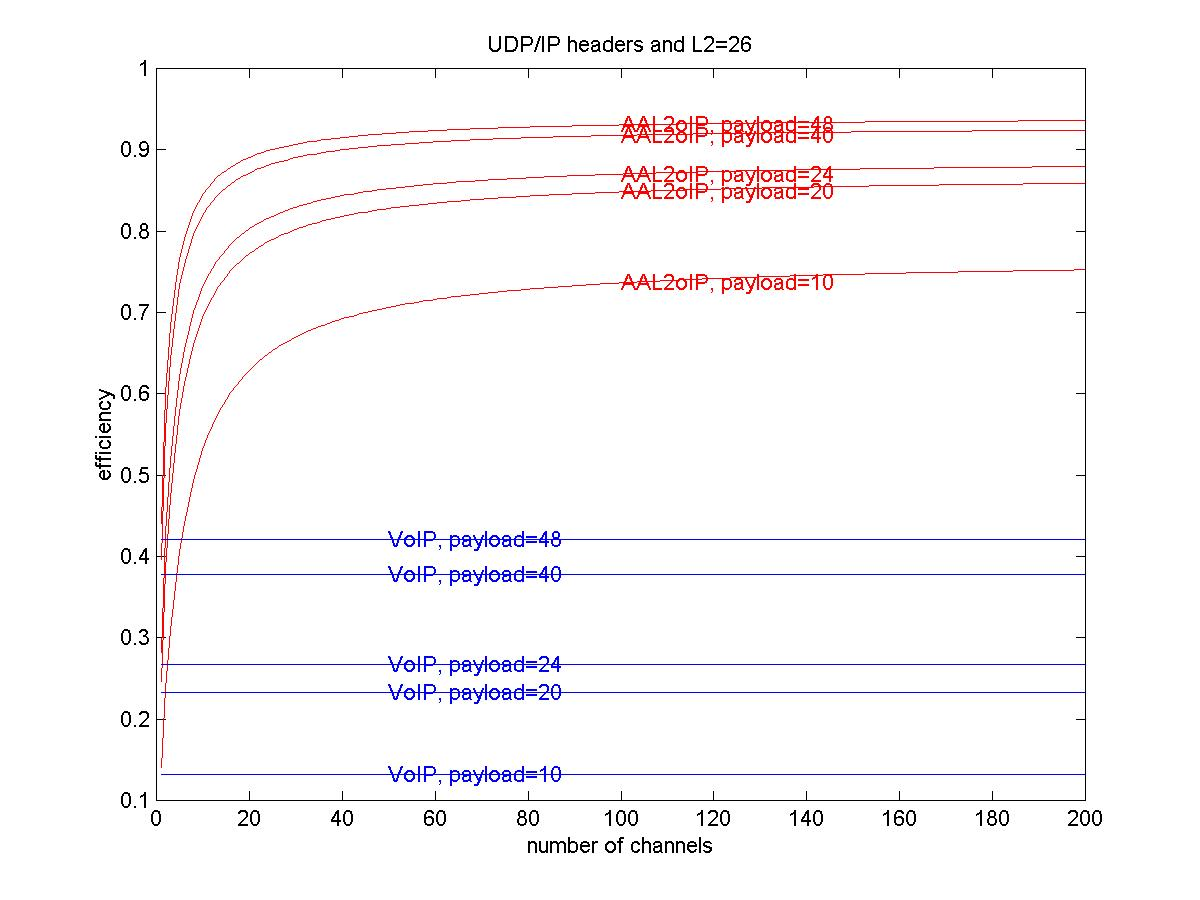 UDP/IP headers and L2=26
1
0.9
0.8
0.7
0.6
0.5
0.4
0.3
0.2
0.1
efficiency
AAL2oIP, payload=48
AAL2oIP, payload=40
AAL2oIP, payload=24
AAL2oIP, payload=20
AAL2oIP, payload=10
VoIP, payload=48
VoIP, payload=40
VoIP, payload=24
VoIP, payload=20
VoIP, payload=10
0 20 40 60 80 100 120 140 160 180 200
number of channels